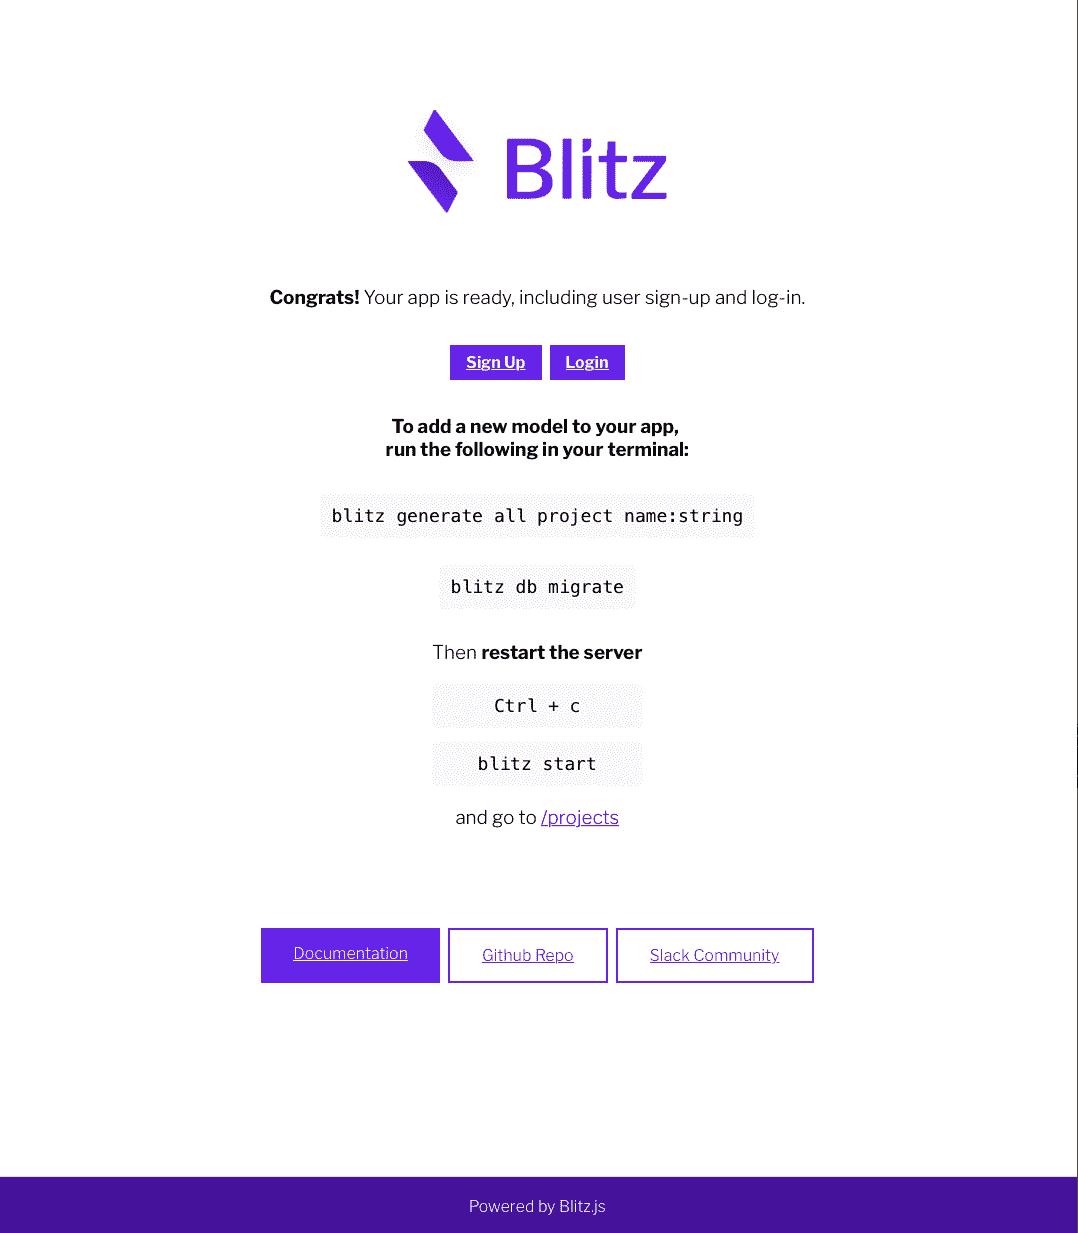 Blitz
Congrats! Your app is ready, including user sign-up and log-in.
Sign Up Login
To add a new model to your app,
run the following in your terminal:
blitz generate all project name:string
blitz db migrate
Then restart the server
Ctrl + c
blitz start
and go to /projects
Documentation Github Repo Slack Community
Powered by Blitz.js